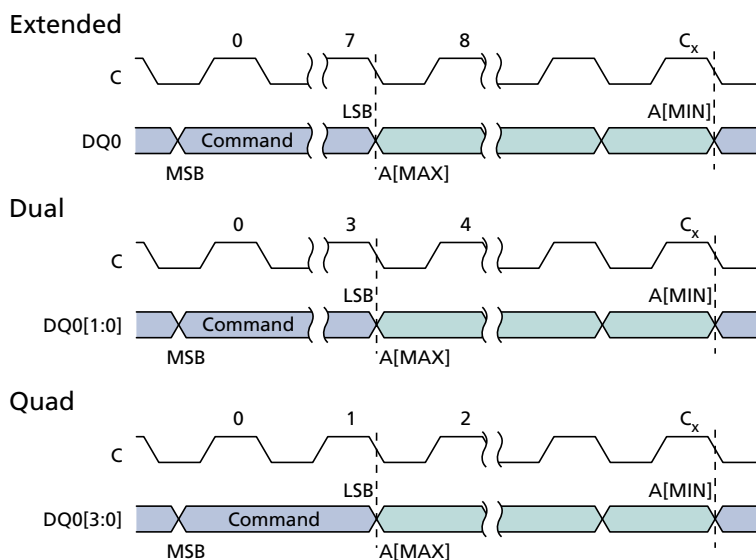 Extended
0 7 8 Cx
C
LSB A[MIN]
DQ0 Command
MSB A[MAX]
Dual
0 3 4 Cx
C
LSB A[MIN]
DQ0[1:0] Command
MSB A[MAX]
Quad
0 1 2 Cx
C
LSB A[MIN]
DQ0[3:0] Command
MSB A[MAX]